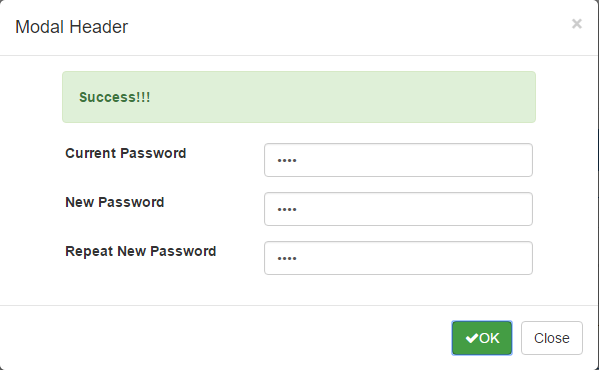 Modal Header ×
Success!!!
Current Password ••••
New Password ••••
Repeat New Password ••••
✔OK Close